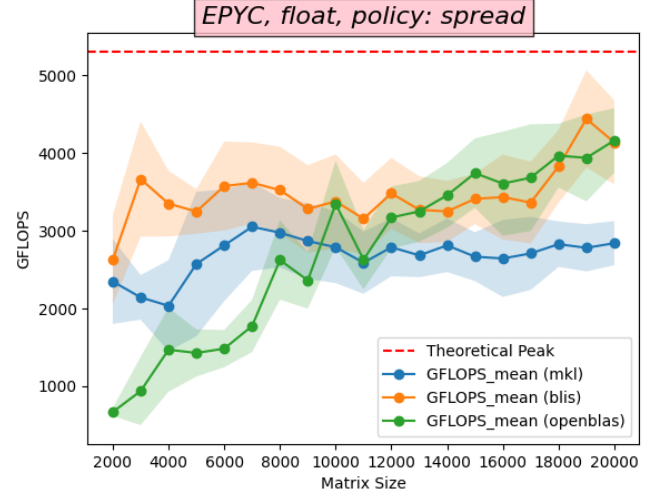 EPYC, float, policy: spread
5000
4000
3000
2000
1000
GFLOPS
Theoretical Peak
GFLOPS_mean (mkl)
GFLOPS_mean (blis)
GFLOPS_mean (openblas)
2000 4000 6000 8000 10000 12000 14000 16000 18000 20000
Matrix Size